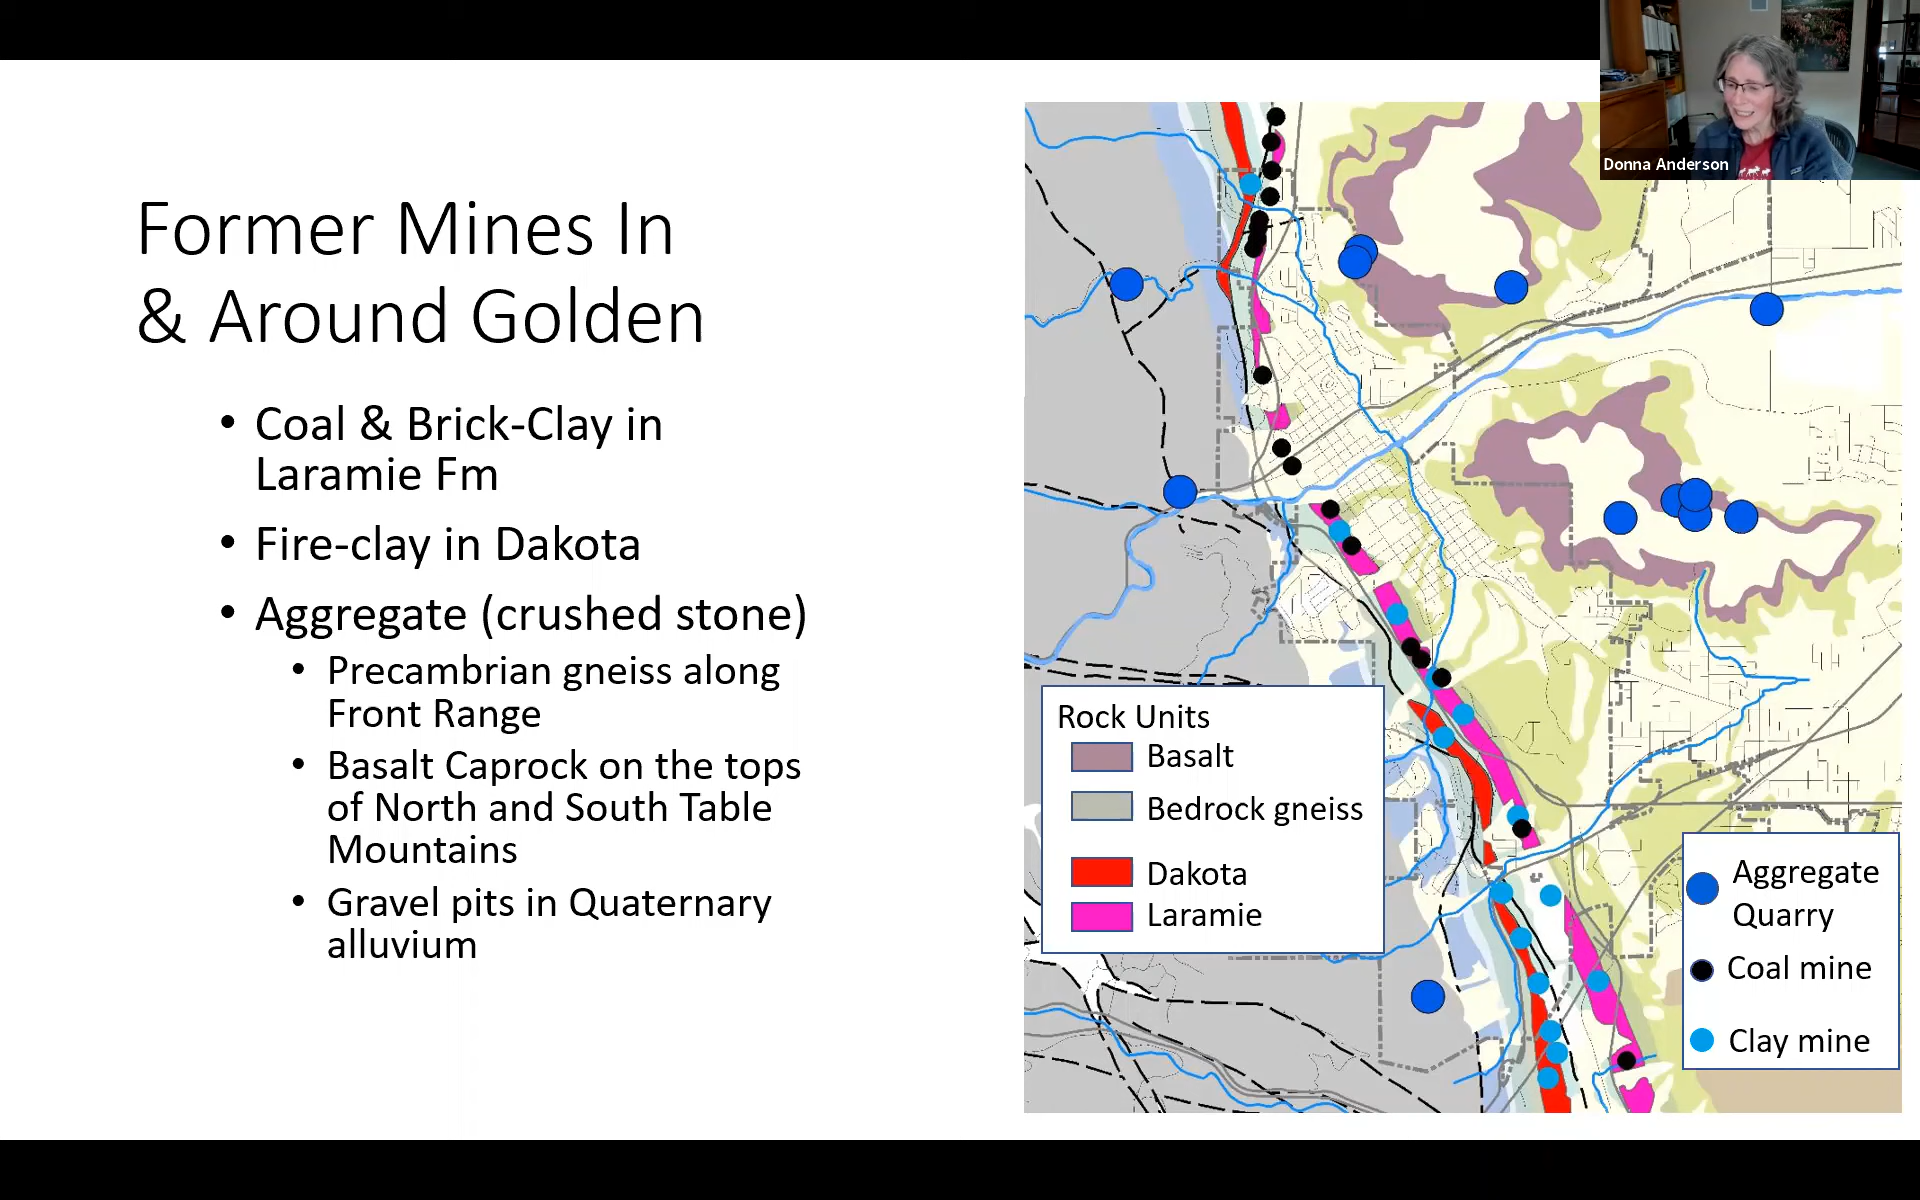 Former Mines In
& Around Golden
• Coal & Brick-Clay in
Laramie Fm
• Fire-clay in Dakota
• Aggregate (crushed stone)
• Precambrian gneiss along
Front Range
• Basalt Caprock on the tops
of North and South Table
Mountains
• Gravel pits in Quaternary
alluvium
Donna Anderson
Rock Units
Basalt
Bedrock gneiss
Dakota
Laramie
Aggregate
Quarry
Coal mine
Clay mine